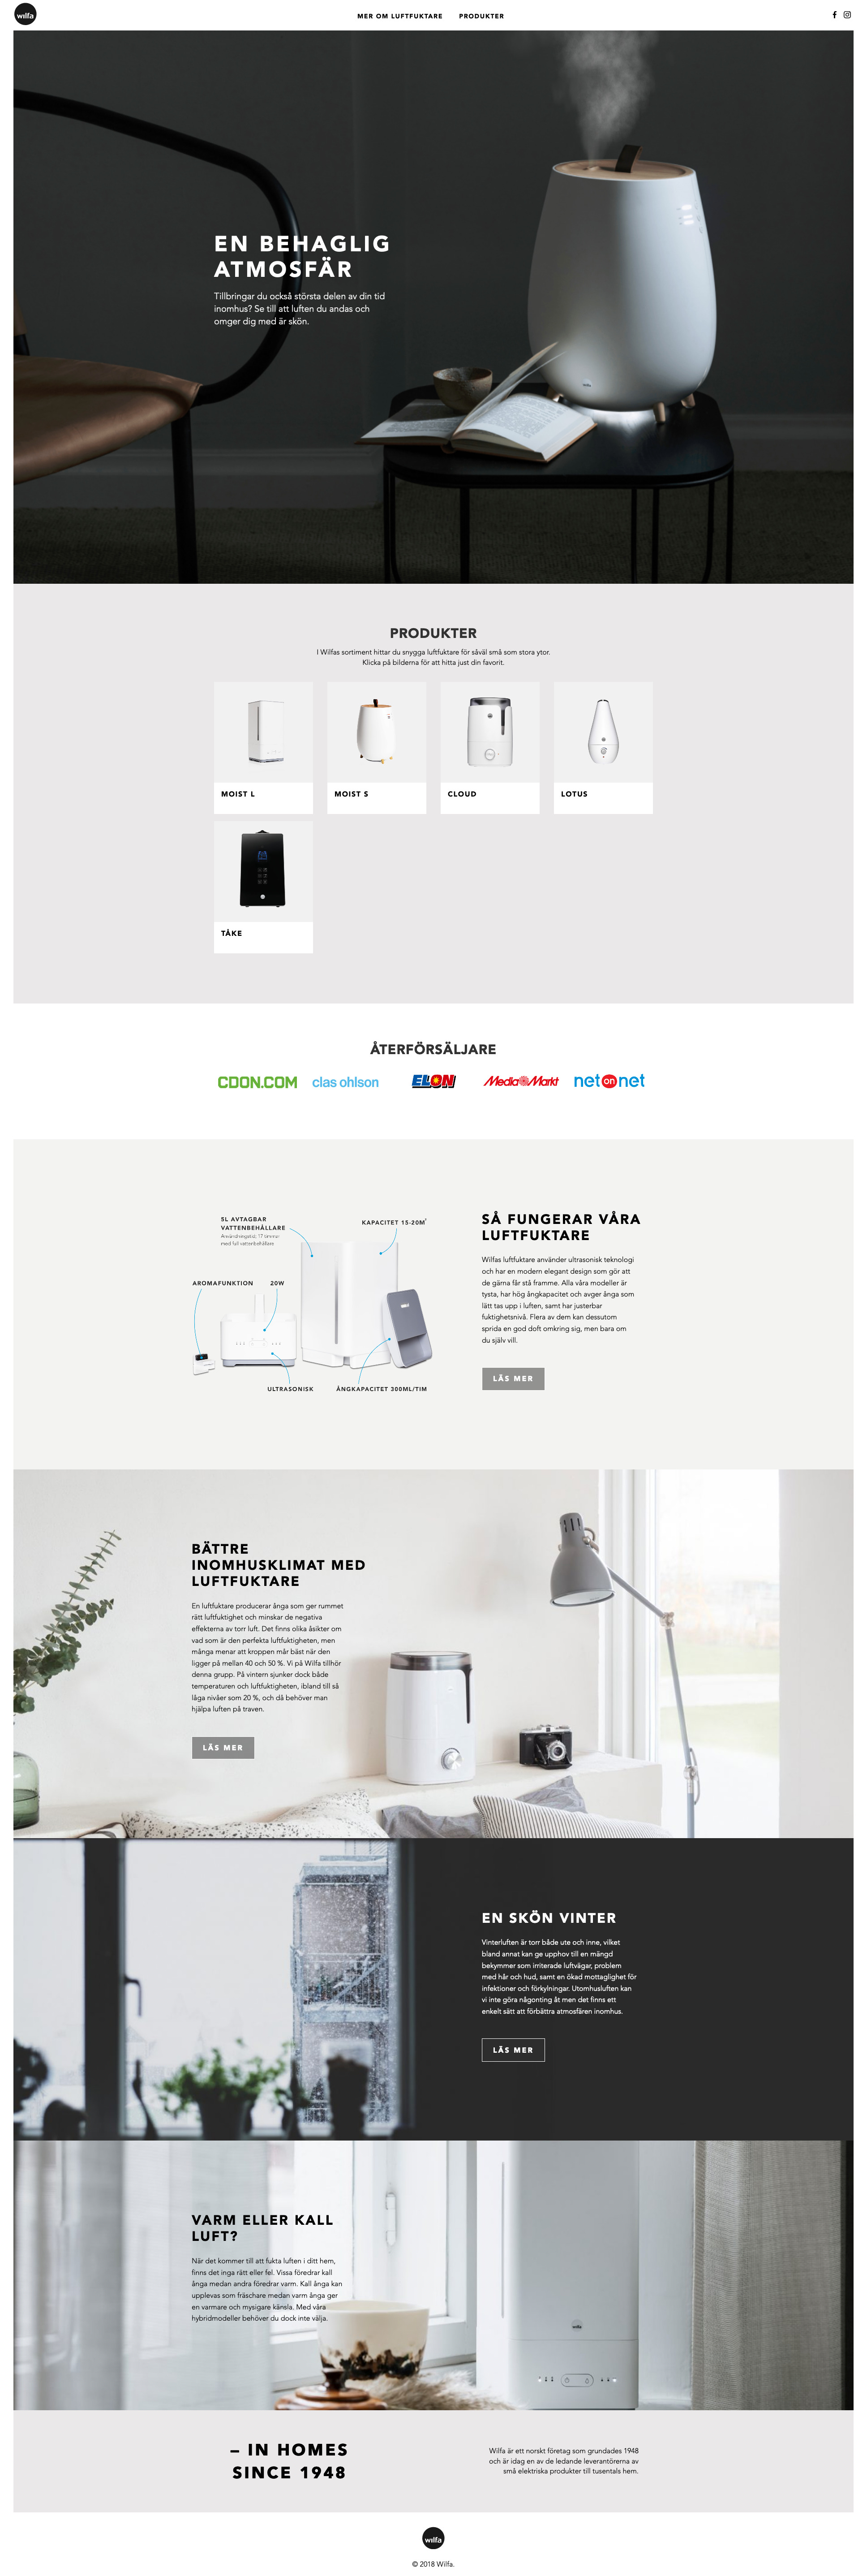 wilfa
MER OM LUFTFUKTARE PRODUKTER
EN BEHAGLIG
ATMOSFÄR
Tillbringar du också största delen av din tid
inomhus? Se till att luften du andas och
omger dig med är skön.
wilfa
PRODUKTER
I Wilfas sortiment hittar du snygga luftfuktare för såväl små som stora ytor.
Klicka på bilderna för att hitta just din favorit.
MOIST L
MOIST S
CLOUD
LOTUS
TÅKE
ÅTERFÖRSÄLJARE
CDON.COM
clas ohlson
ELON
Media Markt
net on net
5L AVTAGBAR
VATTENBEHÅLLARE
Användningstid: 17 timmar
med full vattenbehållare
KAPACITET 15-20M²
AROMAFUNKTION
20W
ULTRASONISK
ÅNGKAPACITET 300ML/TIM
SÅ FUNGERAR VÅRA
LUFTFUKTARE
Wilfas luftfuktare använder ultrasonisk teknologi
och har en modern elegant design som gör att
de gärna får stå framme. Alla våra modeller är
tysta, har hög ångkapacitet och avger ånga som
lätt tas upp i luften, samt har justerbar
fuktighetsnivå. Flera av dem kan dessutom
sprida en god doft omkring sig, men bara om
du själv vill.
LÄS MER
BÄTTRE
INOMHUSKLIMAT MED
LUFTFUKTARE
En luftfuktare producerar ånga som ger rummet
rätt luftfuktighet och minskar de negativa
effekterna av torr luft. Det finns olika åsikter om
vad som är den perfekta luftfuktigheten, men
många menar att kroppen mår bäst när den
ligger på mellan 40 och 50 %. Vi på Wilfa tillhör
denna grupp. På vintern sjunker dock både
temperaturen och luftfuktigheten, ibland till så
låga nivåer som 20 %, och då behöver man
hjälpa luften på traven.
LÄS MER
EN SKÖN VINTER
Vinterluften är torr både ute och inne, vilket
bland annat kan ge upphov till en mängd
bekymmer som irriterade luftvägar, problem
med hår och hud, samt en ökad mottaglighet för
infektioner och förkylningar. Utomhusluften kan
vi inte göra någonting åt men det finns ett
enkelt sätt att förbättra atmosfären inomhus.
LÄS MER
VARM ELLER KALL
LUFT?
När det kommer till att fukta luften i ditt hem,
finns det inga rätt eller fel. Vissa föredrar kall
ånga medan andra föredrar varm. Kall ånga kan
upplevas som fräschare medan varm ånga ger
en varmare och mysigare känsla. Med våra
hybridmodeller behöver du dock inte välja.
wilfa
– IN HOMES
SINCE 1948
Wilfa är ett norskt företag som grundades 1948
och är idag en av de ledande leverantörerna av
små elektriska produkter till tusentals hem.
wilfa
© 2018 Wilfa.